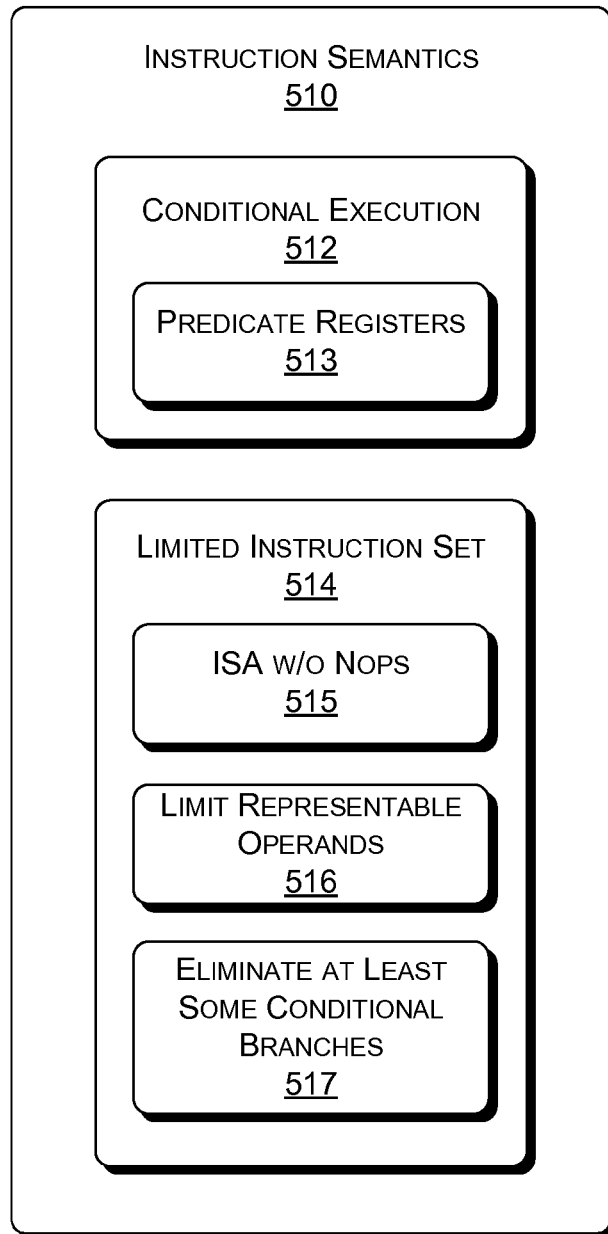 INSTRUCTION SEMANTICS
510
CONDITIONAL EXECUTION
512
PREDICATE REGISTERS
513
LIMITED INSTRUCTION SET
514
ISA W/O NOPS
515
LIMIT REPRESENTABLE
OPERANDS
516
ELIMINATE AT LEAST
SOME CONDITIONAL
BRANCHES
517